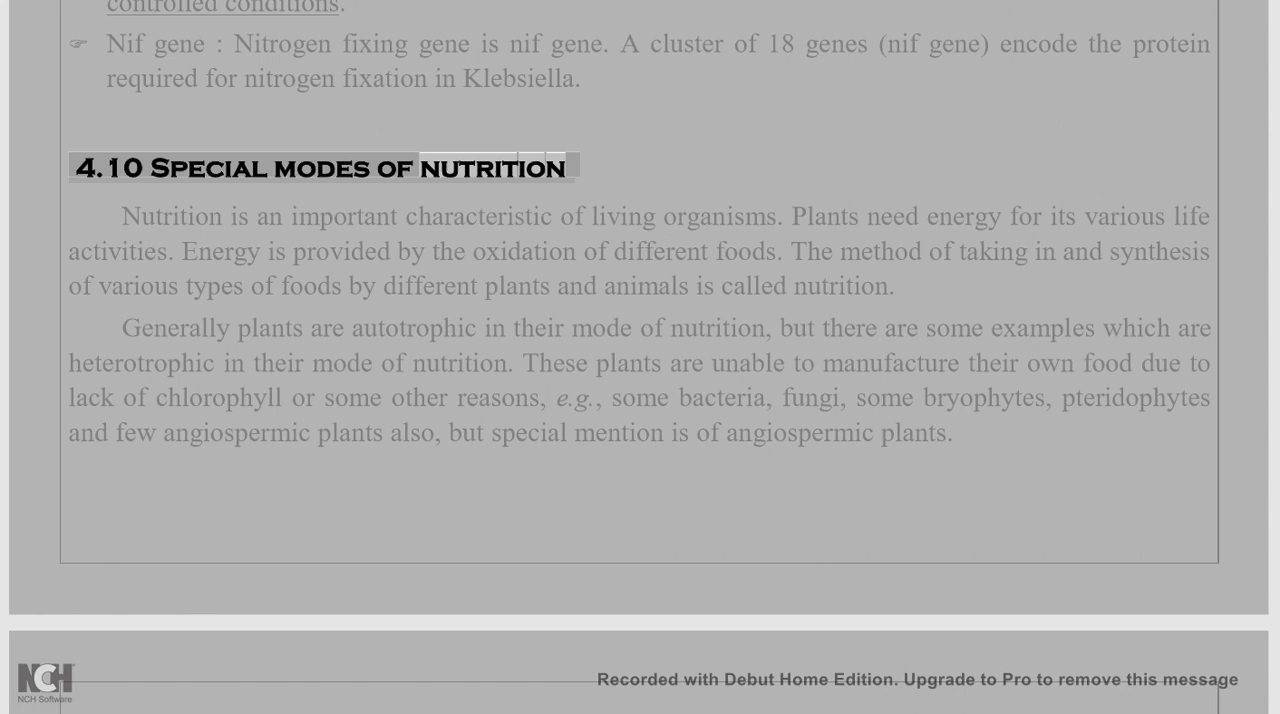 controlled conditions.
☞ Nif gene : Nitrogen fixing gene is nif gene. A cluster of 18 genes (nif gene) encode the protein
required for nitrogen fixation in Klebsiella.
4.10 SPECIAL MODES OF NUTRITION
Nutrition is an important characteristic of living organisms. Plants need energy for its various life
activities. Energy is provided by the oxidation of different foods. The method of taking in and synthesis
of various types of foods by different plants and animals is called nutrition.
Generally plants are autotrophic in their mode of nutrition, but there are some examples which are
heterotrophic in their mode of nutrition. These plants are unable to manufacture their own food due to
lack of chlorophyll or some other reasons, e.g., some bacteria, fungi, some bryophytes, pteridophytes
and few angiospermic plants also, but special mention is of angiospermic plants.
NCH
NCH Software
Recorded with Debut Home Edition. Upgrade to Pro to remove this message